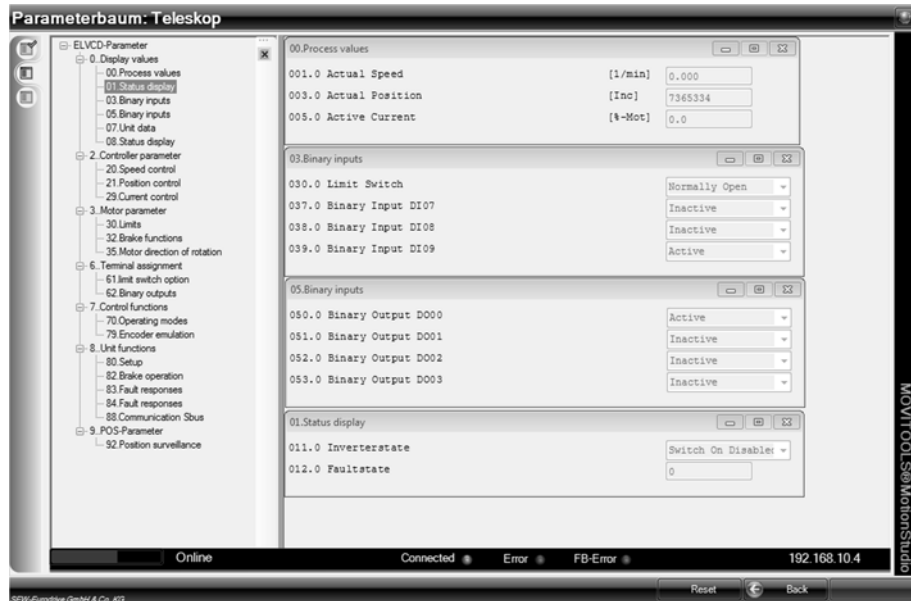 Parameterbaum: Teleskop
ELVCD-Parameter
0..Display values
00.Process values
01.Status display
03.Binary inputs
05.Binary inputs
07.Unit data
08.Status display
2..Controller parameter
20.Speed control
21.Position control
29.Current control
3..Motor parameter
30.Limits
32.Brake functions
35.Motor direction of rotation
6..Terminal assignment
61.limit switch option
62.Binary outputs
7..Control functions
70.Operating modes
79.Encoder emulation
8..Unit functions
80.Setup
82.Brake operation
83.Fault responses
84.Fault responses
88.Communication Sbus
9..POS-Parameter
92.Position surveillance
00.Process values
001.0 Actual Speed [1/min] 0.000
003.0 Actual Position [Inc] 7365334
005.0 Active Current [%-Mot] 0.0
03.Binary inputs
030.0 Limit Switch Normally Open
037.0 Binary Input DI07 Inactive
038.0 Binary Input DI08 Inactive
039.0 Binary Input DI09 Active
05.Binary inputs
050.0 Binary Output DO00 Active
051.0 Binary Output DO01 Inactive
052.0 Binary Output DO02 Inactive
053.0 Binary Output DO03 Inactive
01.Status display
011.0 Inverterstate Switch On Disabled
012.0 Faultstate 0
MOVITOOLS®MotionStudio
Online Connected Error FB-Error 192.168.10.4
Reset Back
SEW-Eurodrive GmbH & Co. KG